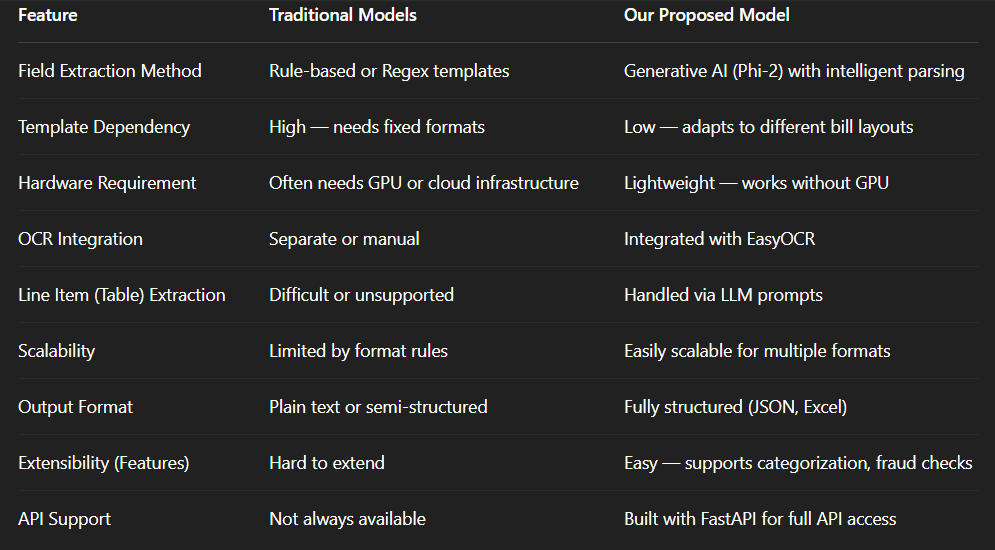 Feature Traditional Models Our Proposed Model
Field Extraction Method Rule-based or Regex templates Generative AI (Phi-2) with intelligent parsing
Template Dependency High — needs fixed formats Low — adapts to different bill layouts
Hardware Requirement Often needs GPU or cloud infrastructure Lightweight — works without GPU
OCR Integration Separate or manual Integrated with EasyOCR
Line Item (Table) Extraction Difficult or unsupported Handled via LLM prompts
Scalability Limited by format rules Easily scalable for multiple formats
Output Format Plain text or semi-structured Fully structured (JSON, Excel)
Extensibility (Features) Hard to extend Easy — supports categorization, fraud checks
API Support Not always available Built with FastAPI for full API access